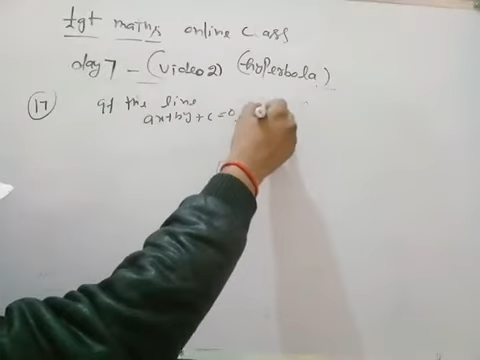 tgt maths online class
day 7 - (video 2) (hyperbola)
(17) If the line
ax+by+c=0